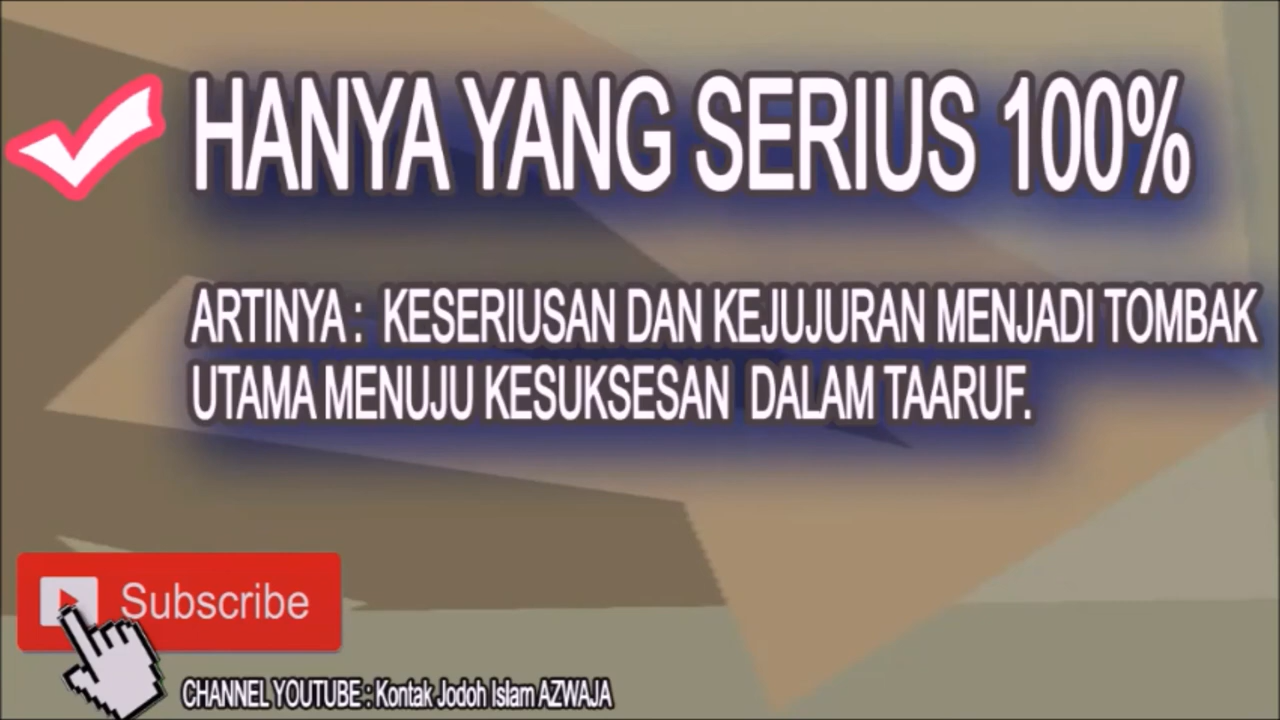 HANYA YANG SERIUS 100%
ARTINYA : KESERIUSAN DAN KEJUJURAN MENJADI TOMBAK
UTAMA MENUJU KESUKSESAN DALAM TAARUF.
Subscribe
CHANNEL YOUTUBE : Kontak Jodoh Islam AZWAJA